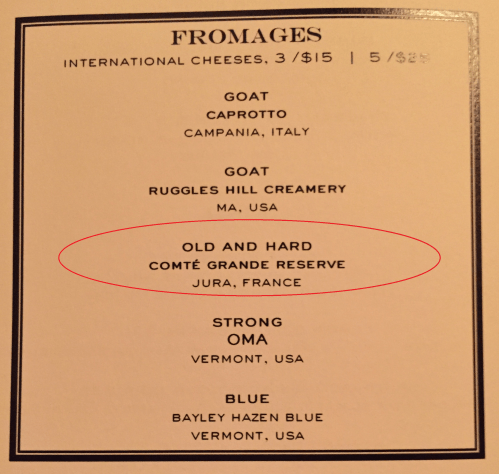 FROMAGES
INTERNATIONAL CHEESES, 3 /$15 | 5 /$25
GOAT
CAPROTTO
CAMPANIA, ITALY
GOAT
RUGGLES HILL CREAMERY
MA, USA
OLD AND HARD
COMTÉ GRANDE RESERVE
JURA, FRANCE
STRONG
OMA
VERMONT, USA
BLUE
BAYLEY HAZEN BLUE
VERMONT, USA